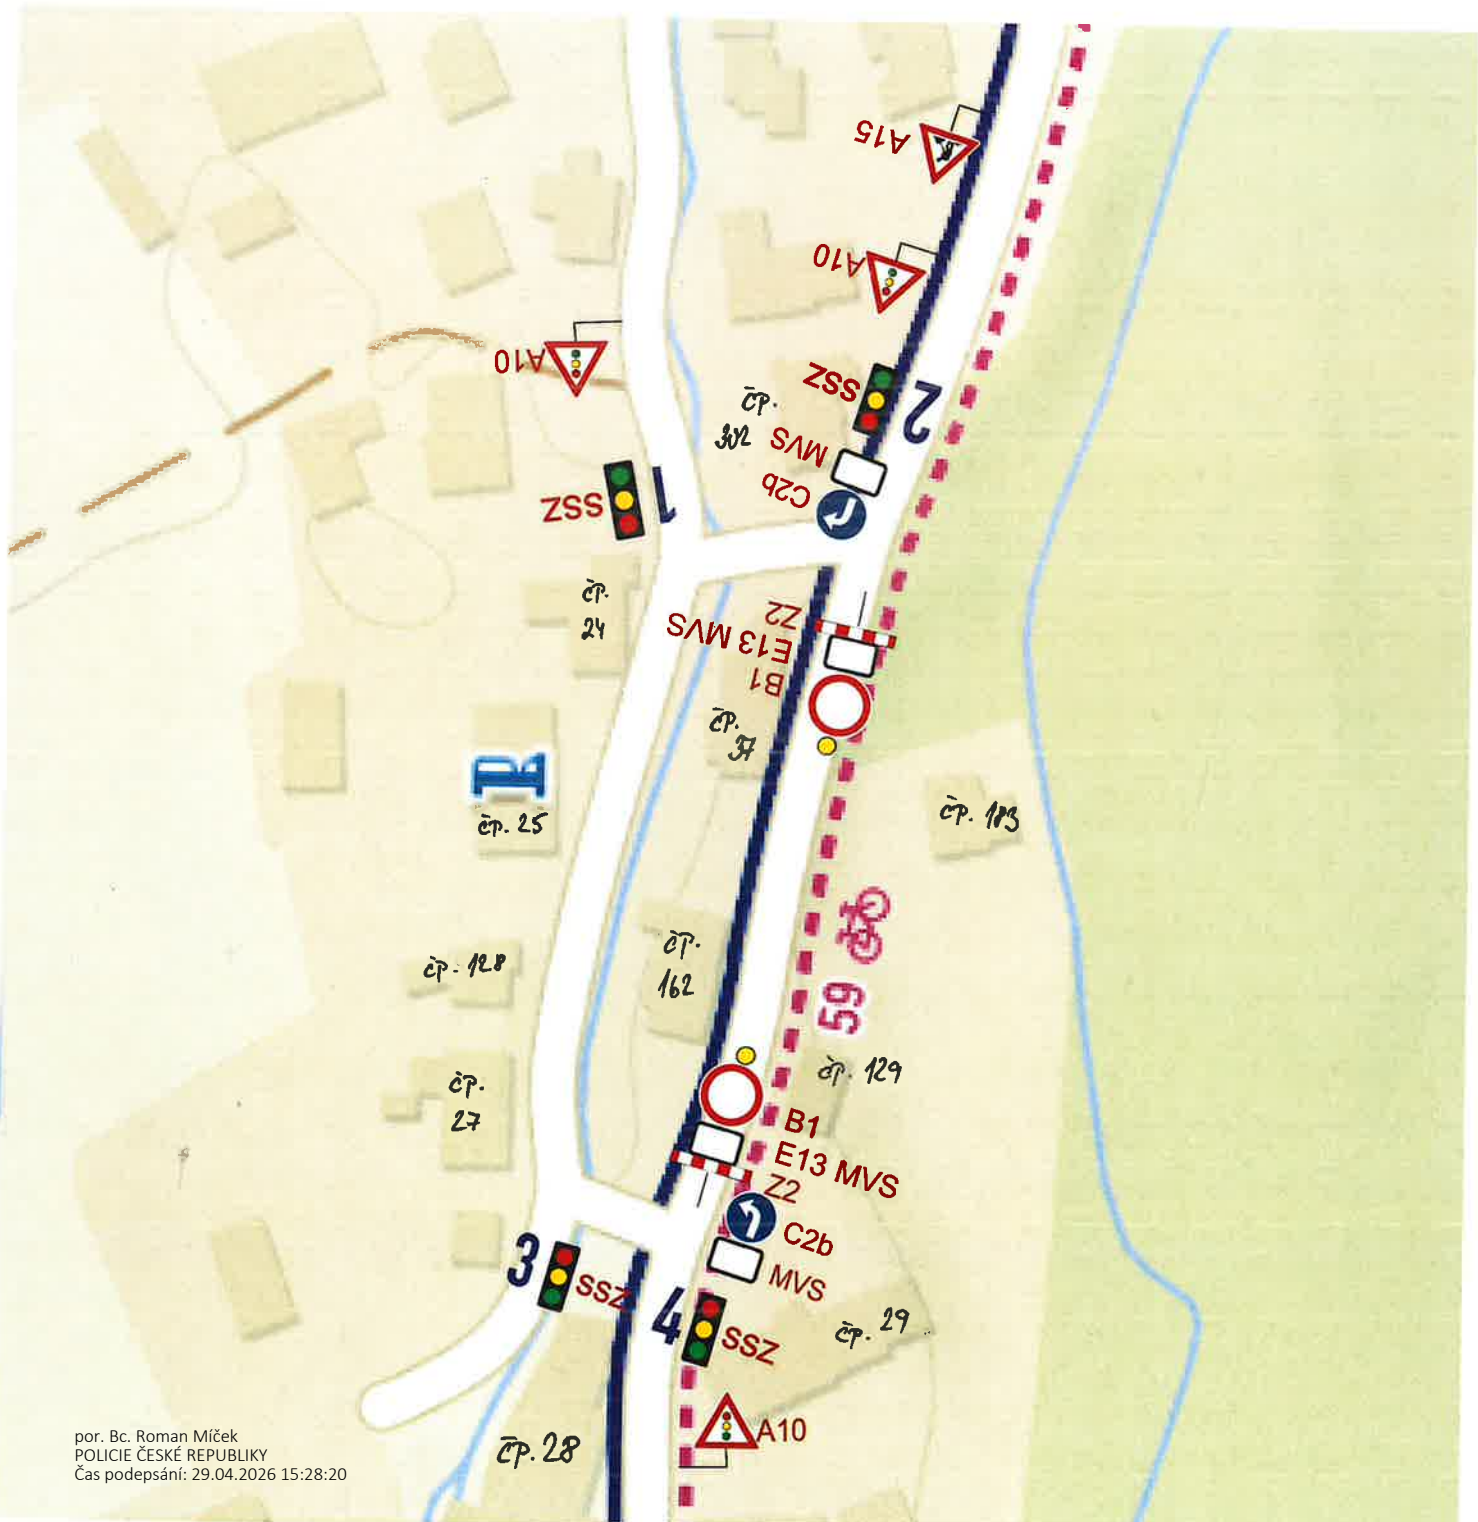 A15
A10
A10
SSZ
2
čp.
302
MVS
C2b
SSZ
1
čp.
24
Z2
E13 MVS
B1
čp.
37
čp. 25
čp. 183
čp. 128
čp.
162
59
čp.
27
čp. 129
B1
E13 MVS
Z2
C2b
MVS
3
SSZ
4
SSZ
čp. 29
A10
čp. 28
por. Bc. Roman Míček
POLICIE ČESKÉ REPUBLIKY
Čas podepsání: 29.04.2026 15:28:20